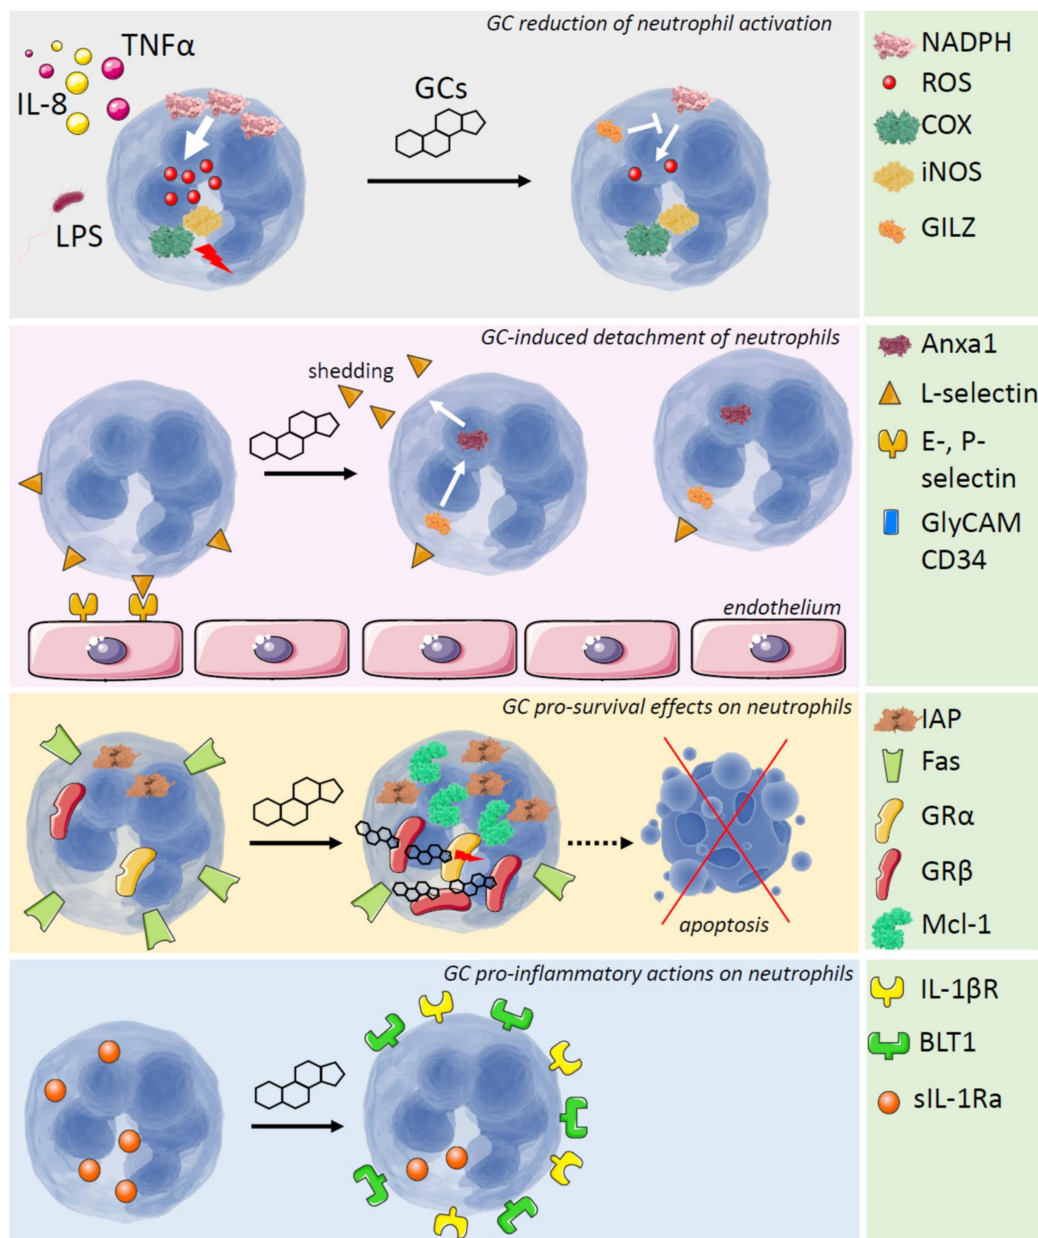 GC reduction of neutrophil activation
TNFα
IL-8
LPS
GCs
NADPH
ROS
COX
iNOS
GILZ
GC-induced detachment of neutrophils
shedding
endothelium
Anxa1
L-selectin
E-, P-
selectin
GlyCAM
CD34
GC pro-survival effects on neutrophils
apoptosis
IAP
Fas
GRα
GRβ
Mcl-1
GC pro-inflammatory actions on neutrophils
IL-1βR
BLT1
sIL-1Ra